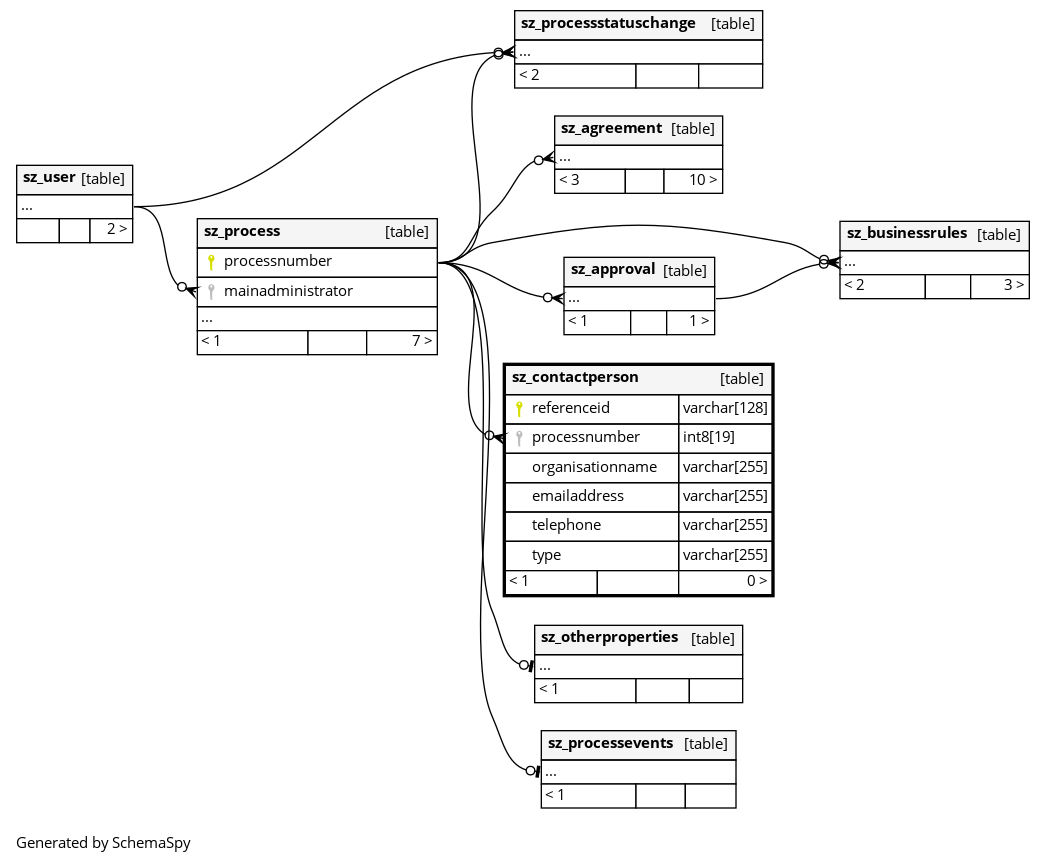 sz_processstatuschange [table]
...
< 2
sz_agreement [table]
...
< 3 10 >
sz_user [table]
...
2 >
sz_process [table]
processnumber
mainadministrator
...
< 1 7 >
sz_businessrules [table]
...
< 2 3 >
sz_approval [table]
...
< 1 1 >
sz_contactperson [table]
referenceid varchar[128]
processnumber int8[19]
organisationname varchar[255]
emailaddress varchar[255]
telephone varchar[255]
type varchar[255]
< 1 0 >
sz_otherproperties [table]
...
< 1
sz_processevents [table]
...
< 1
Generated by SchemaSpy